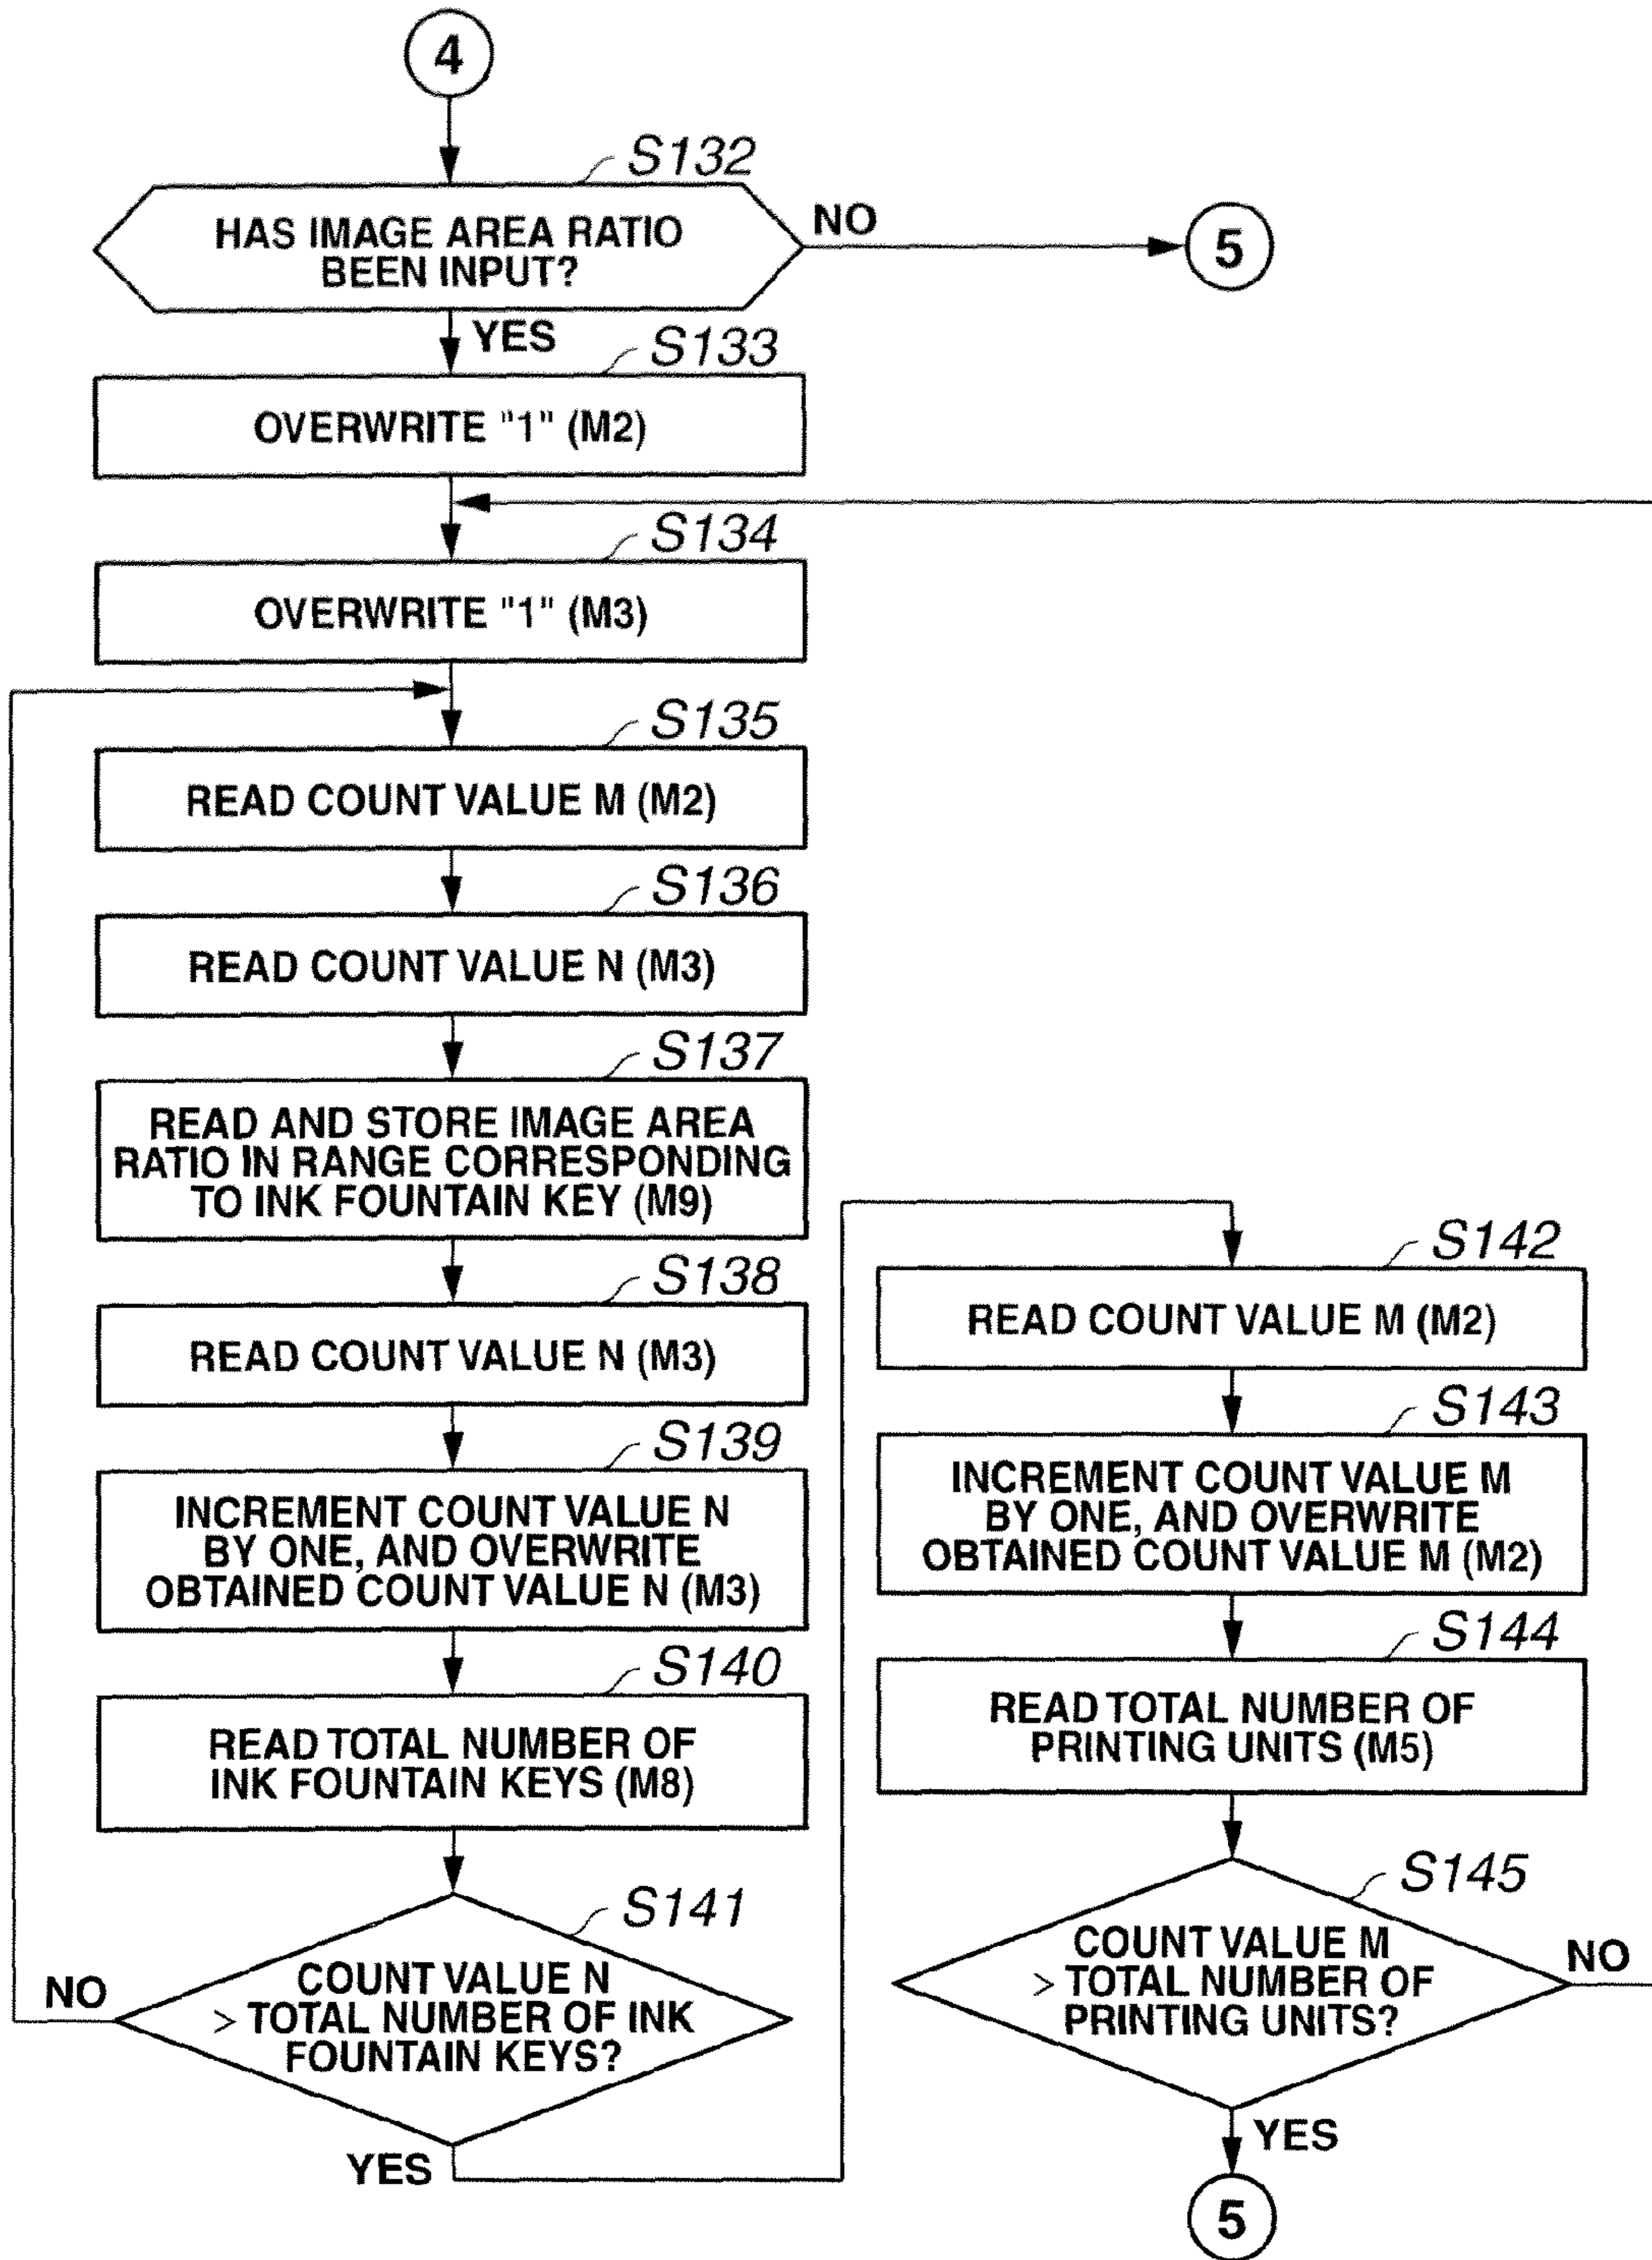 4
S132
HAS IMAGE AREA RATIO
BEEN INPUT?
NO
5
YES
S133
OVERWRITE "1" (M2)
S134
OVERWRITE "1" (M3)
S135
READ COUNT VALUE M (M2)
S136
READ COUNT VALUE N (M3)
S137
READ AND STORE IMAGE AREA
RATIO IN RANGE CORRESPONDING
TO INK FOUNTAIN KEY (M9)
S138
READ COUNT VALUE N (M3)
S139
INCREMENT COUNT VALUE N
BY ONE, AND OVERWRITE
OBTAINED COUNT VALUE N (M3)
S140
READ TOTAL NUMBER OF
INK FOUNTAIN KEYS (M8)
S141
COUNT VALUE N
> TOTAL NUMBER OF INK
FOUNTAIN KEYS?
NO
YES
S142
READ COUNT VALUE M (M2)
S143
INCREMENT COUNT VALUE M
BY ONE, AND OVERWRITE
OBTAINED COUNT VALUE M (M2)
S144
READ TOTAL NUMBER OF
PRINTING UNITS (M5)
S145
COUNT VALUE M
> TOTAL NUMBER OF
PRINTING UNITS?
NO
YES
5